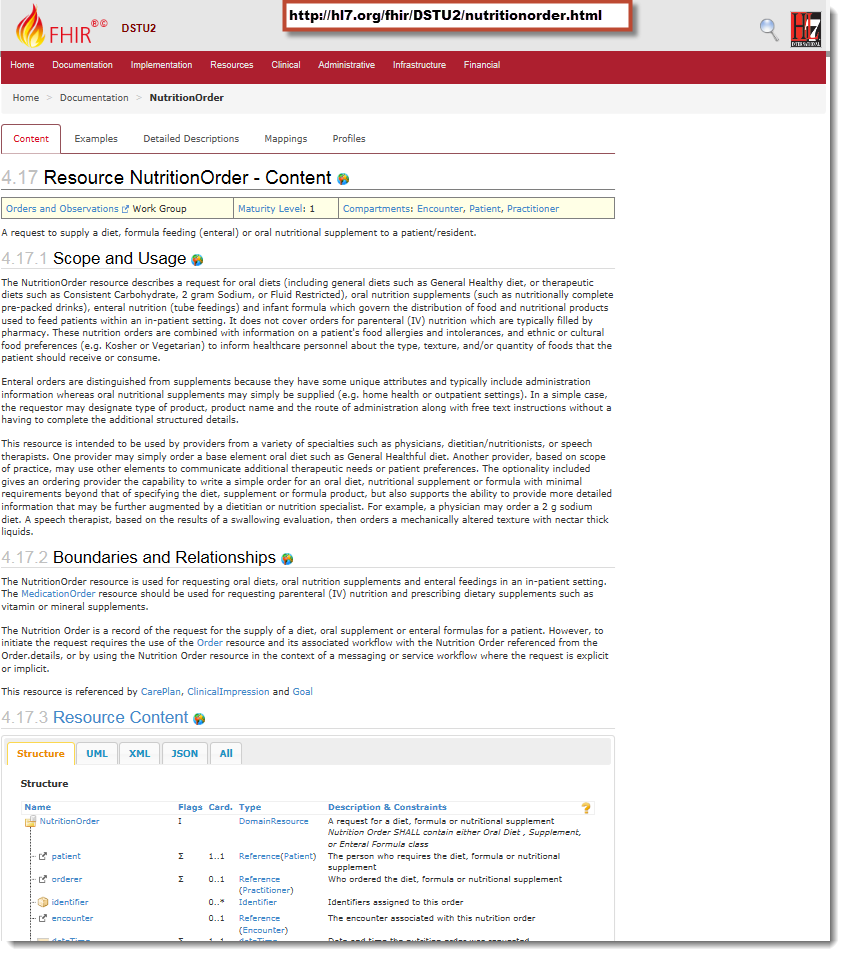 FHIR®©
DSTU2
http://hl7.org/fhir/DSTU2/nutritionorder.html
H7
INTERNATIONAL
Home Documentation Implementation Resources Clinical Administrative Infrastructure Financial
Home > Documentation > NutritionOrder
Content Examples Detailed Descriptions Mappings Profiles
4.17 Resource NutritionOrder - Content
Orders and Observations Work Group Maturity Level: 1 Compartments: Encounter, Patient, Practitioner
A request to supply a diet, formula feeding (enteral) or oral nutritional supplement to a patient/resident.
4.17.1 Scope and Usage
The NutritionOrder resource describes a request for oral diets (including general diets such as General Healthy diet, or therapeutic
diets such as Consistent Carbohydrate, 2 gram Sodium, or Fluid Restricted), oral nutrition supplements (such as nutritionally complete
pre-packed drinks), enteral nutrition (tube feedings) and infant formula which govern the distribution of food and nutritional products
used to feed patients within an in-patient setting. It does not cover orders for parenteral (IV) nutrition which are typically filled by
pharmacy. These nutrition orders are combined with information on a patient's food allergies and intolerances, and ethnic or cultural
food preferences (e.g. Kosher or Vegetarian) to inform healthcare personnel about the type, texture, and/or quantity of foods that the
patient should receive or consume.
Enteral orders are distinguished from supplements because they have some unique attributes and typically include administration
information whereas oral nutritional supplements may simply be supplied (e.g. home health or outpatient settings). In a simple case,
the requestor may designate type of product, product name and the route of administration along with free text instructions without a
having to complete the additional structured details.
This resource is intended to be used by providers from a variety of specialties such as physicians, dietitian/nutritionists, or speech
therapists. One provider may simply order a base element oral diet such as General Healthful diet. Another provider, based on scope
of practice, may use other elements to communicate additional therapeutic needs or patient preferences. The optionality included
gives an ordering provider the capability to write a simple order for an oral diet, nutritional supplement or formula with minimal
requirements beyond that of specifying the diet, supplement or formula product, but also supports the ability to provide more detailed
information that may be further augmented by a dietitian or nutrition specialist. For example, a physician may order a 2 g sodium
diet. A speech therapist, based on the results of a swallowing evaluation, then orders a mechanically altered texture with nectar thick
liquids.
4.17.2 Boundaries and Relationships
The NutritionOrder resource is used for requesting oral diets, oral nutrition supplements and enteral feedings in an in-patient setting.
The MedicationOrder resource should be used for requesting parenteral (IV) nutrition and prescribing dietary supplements such as
vitamin or mineral supplements.
The Nutrition Order is a record of the request for the supply of a diet, oral supplement or enteral formulas for a patient. However, to
initiate the request requires the use of the Order resource and its associated workflow with the Nutrition Order referenced from the
Order.details, or by using the Nutrition Order resource in the context of a messaging or service workflow where the request is explicit
or implicit.
This resource is referenced by CarePlan, ClinicalImpression and Goal
4.17.3 Resource Content
Structure UML XML JSON All
Structure
Name Flags Card. Type Description & Constraints ?
NutritionOrder I DomainResource A request for a diet, formula or nutritional supplement
Nutrition Order SHALL contain either Oral Diet , Supplement,
or Enteral Formula class
patient Σ 1..1 Reference(Patient) The person who requires the diet, formula or nutritional
supplement
orderer Σ 0..1 Reference Who ordered the diet, formula or nutritional supplement
(Practitioner)
identifier 0..* Identifier Identifiers assigned to this order
encounter 0..1 Reference The encounter associated with this nutrition order
(Encounter)
dateTime Σ 1..1 dateTime Date and time the nutrition order was requested